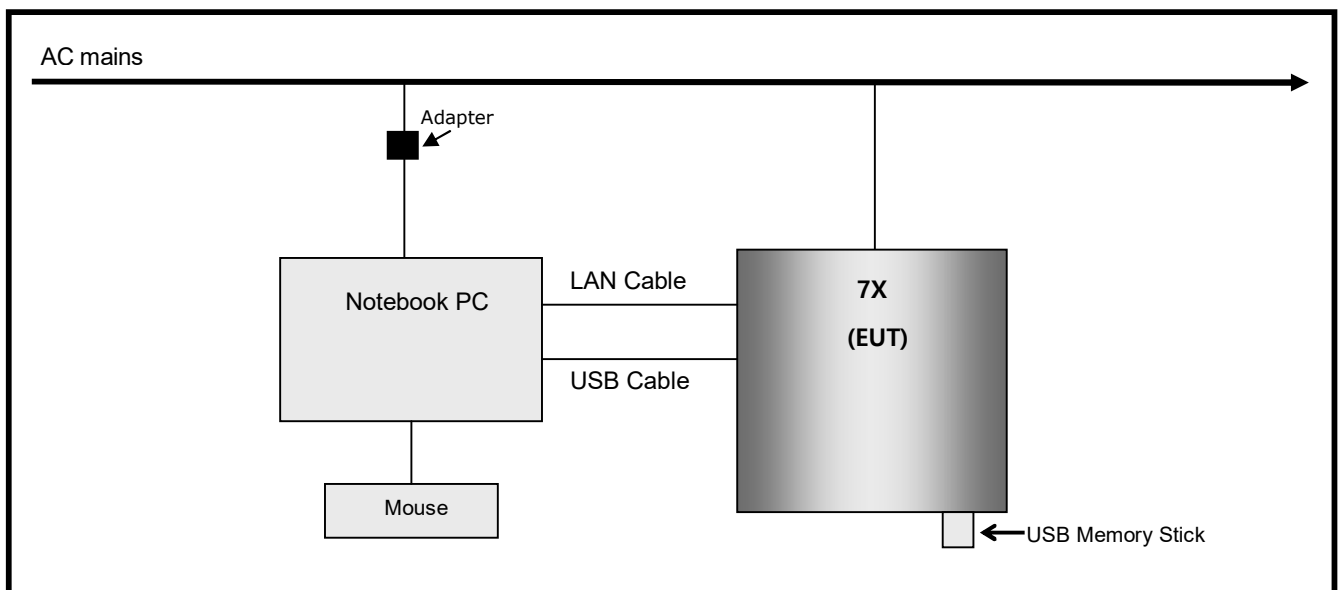 AC mains
Adapter
LAN Cable
Notebook PC
7X
(EUT)
USB Cable
Mouse
USB Memory Stick